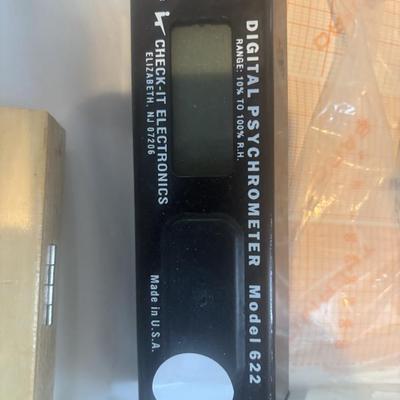 DIGITAL PSYCHROMETER Model 622
RANGE: 10% TO 100% R.H.
CHECK-IT ELECTRONICS
ELIZABETH, NJ 07206
Made in U.S.A.